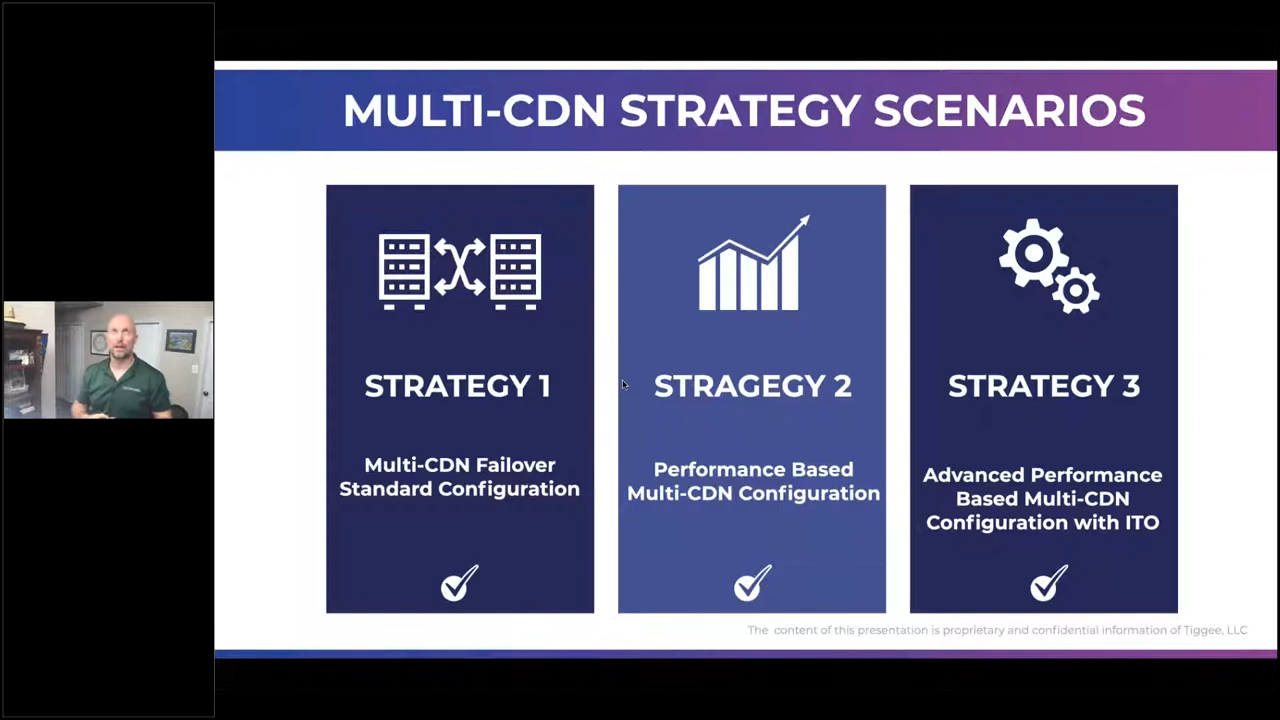 MULTI-CDN STRATEGY SCENARIOS
STRATEGY 1
Multi-CDN Failover
Standard Configuration
STRAGEGY 2
Performance Based
Multi-CDN Configuration
STRATEGY 3
Advanced Performance
Based Multi-CDN
Configuration with ITO
The content of this presentation is proprietary and confidential information of Tiggee, LLC